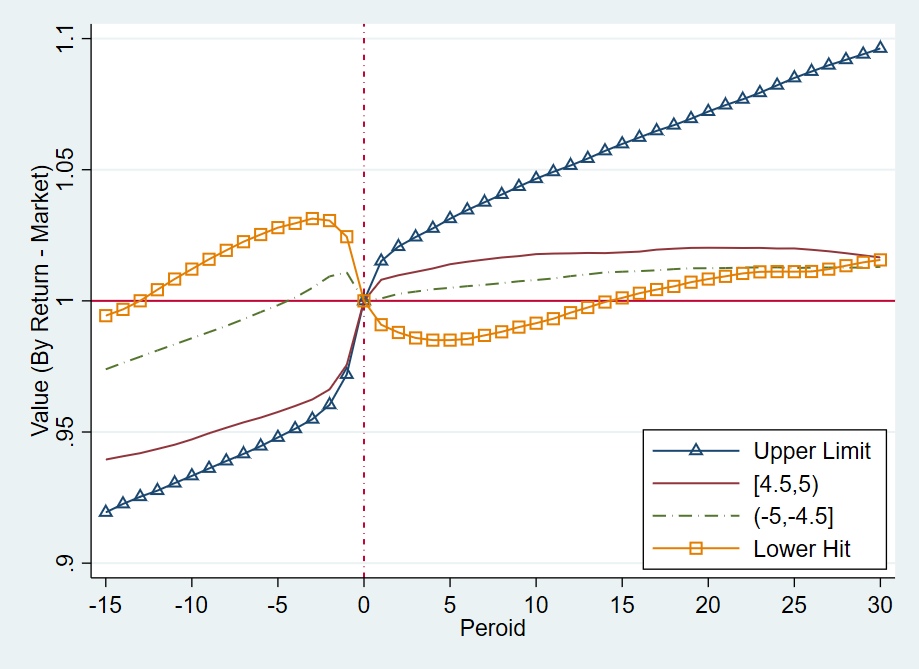 Value (By Return - Market)
1.1
1.05
1
.95
.9
-15 -10 -5 0 5 10 15 20 25 30
Peroid
Upper Limit
[4.5,5)
(-5,-4.5]
Lower Hit